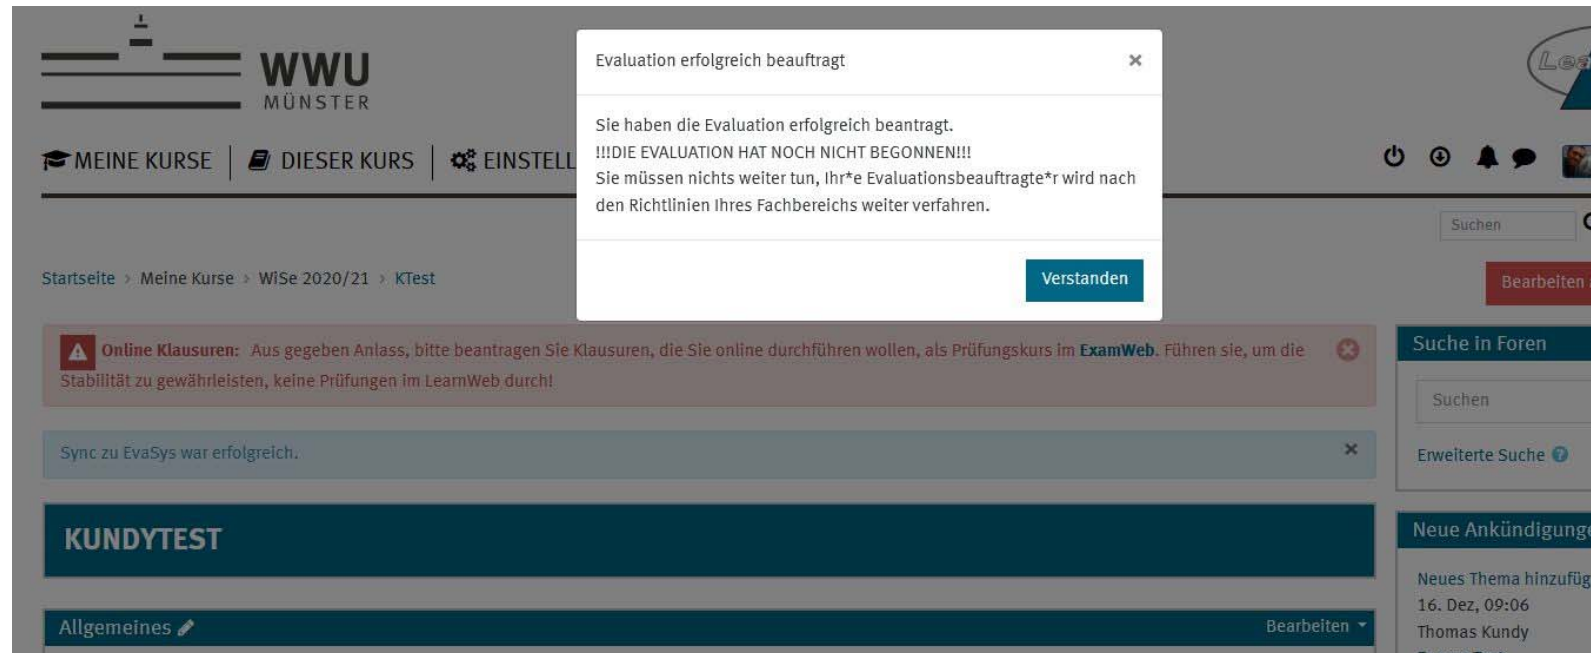 WWU
MÜNSTER
MEINE KURSE
DIESER KURS
EINSTELL
Evaluation erfolgreich beauftragt
Sie haben die Evaluation erfolgreich beantragt.
!!!DIE EVALUATION HAT NOCH NICHT BEGONNEN!!!
Sie müssen nichts weiter tun, Ihr*e Evaluationsbeauftragte*r wird nach
den Richtlinien Ihres Fachbereichs weiter verfahren.
Verstanden
Suchen
Startseite > Meine Kurse > WiSe 2020/21 > KTest
Bearbeiten
Online Klausuren: Aus gegeben Anlass, bitte beantragen Sie Klausuren, die Sie online durchführen wollen, als Prüfungskurs im ExamWeb. Führen sie, um die
Stabilität zu gewährleisten, keine Prüfungen im LearnWeb durch!
Sync zu EvaSys war erfolgreich.
KUNDYTEST
Allgemeines
Bearbeiten
Suche in Foren
Suchen
Erweiterte Suche
Neue Ankündigunge
Neues Thema hinzufüg
16. Dez, 09:06
Thomas Kundy